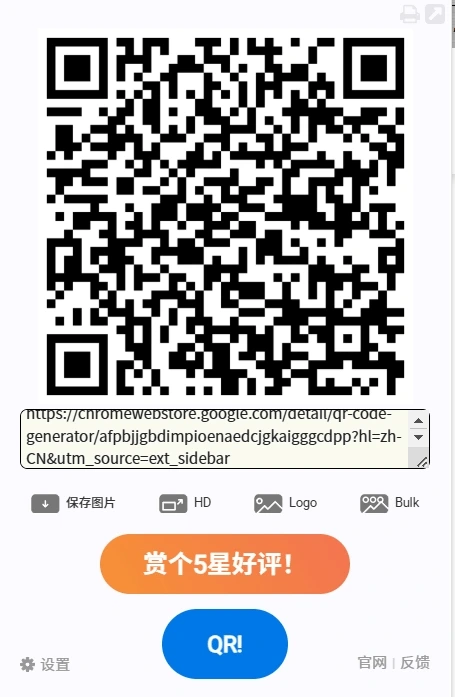 https://chromewebstore.google.com/detail/qr-code-
generator/afpbjjgbdimpioenaedcjgkaigggcdpp?hl=zh-
CN&utm_source=ext_sidebar
保存图片 HD Logo Bulk
赏个5星好评！
QR!
设置 官网 | 反馈